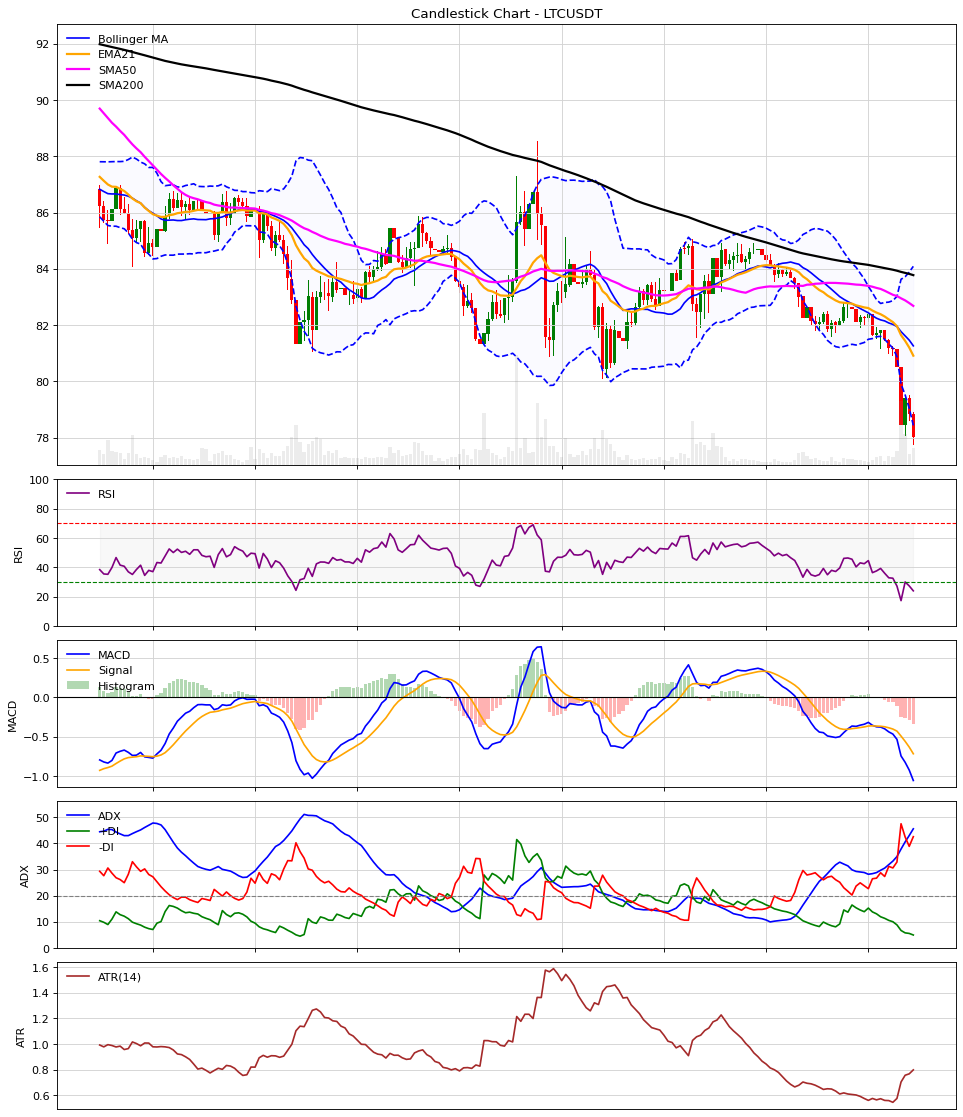 Candlestick Chart - LTCUSDT
Bollinger MA
EMA21
SMA50
SMA200
92
90
88
86
84
82
80
78
RSI
100
80
60
40
20
0
RSI
MACD
Signal
Histogram
0.5
0.0
−0.5
−1.0
MACD
ADX
+DI
-DI
50
40
30
20
10
0
ADX
ATR(14)
1.6
1.4
1.2
1.0
0.8
0.6
ATR